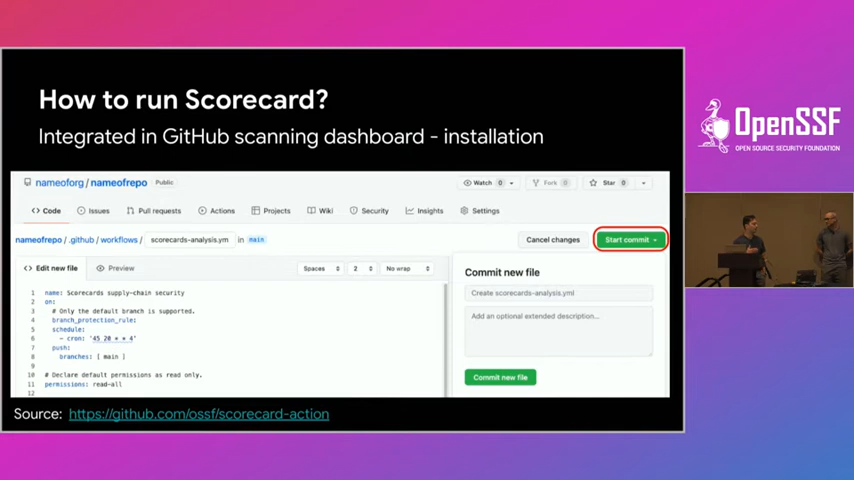 How to run Scorecard?
Integrated in GitHub scanning dashboard - installation
nameoforg / nameofrepo Public
Watch 0 Fork 0 Star 0
Code Issues Pull requests Actions Projects Wiki Security Insights Settings
nameofrepo / .github / workflows / scorecards-analysis.yml in main
Cancel changes Start commit
Edit new file Preview Spaces 2 No wrap
1 name: Scorecards supply-chain security
2 on:
3 # Only the default branch is supported.
4 branch_protection_rule:
5 schedule:
6 - cron: '45 20 * * 4'
7 push:
8 branches: [ main ]
9
10 # Declare default permissions as read only.
11 permissions: read-all
12
Commit new file
Create scorecards-analysis.yml
Add an optional extended description...
Commit new file
Source: https://github.com/ossf/scorecard-action
OpenSSF
OPEN SOURCE SECURITY FOUNDATION